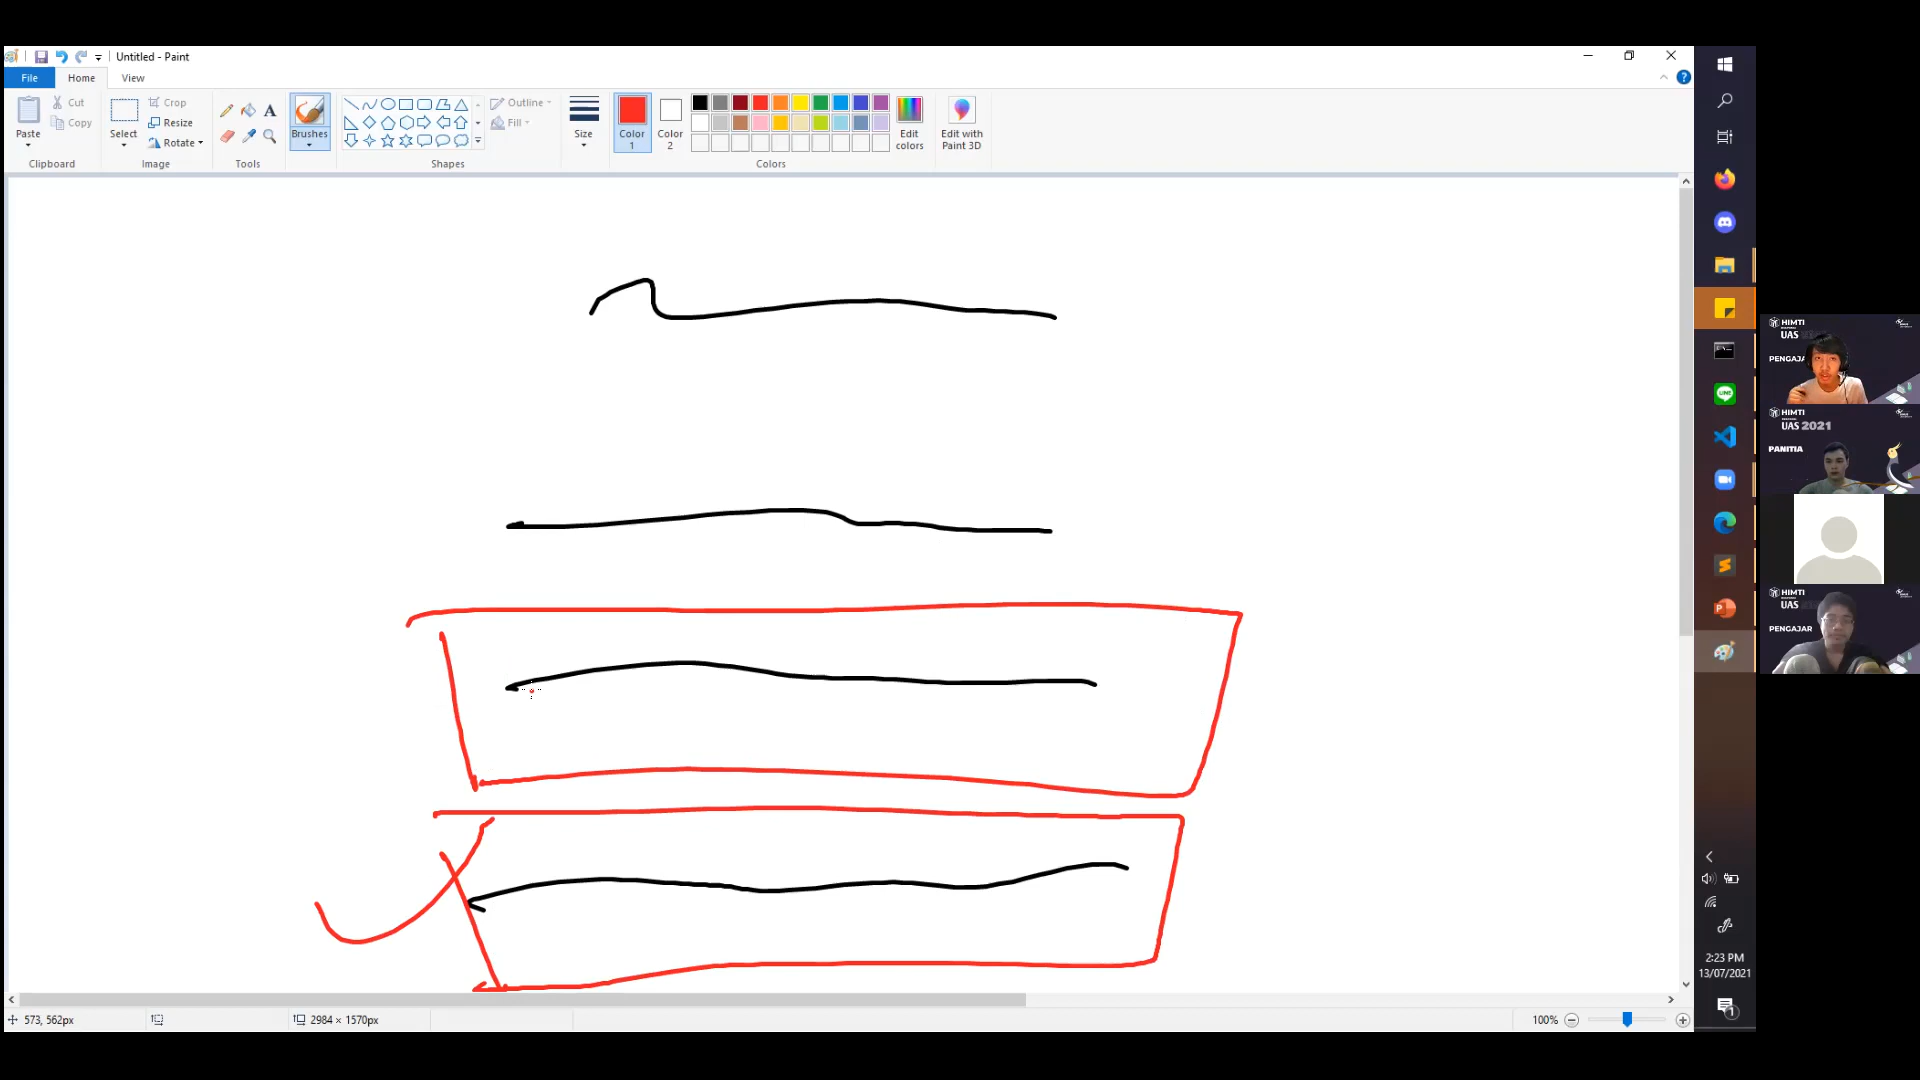 Untitled - Paint
File Home View
Paste
Cut
Copy
Clipboard
Select
Crop
Resize
Rotate
Image
A
Tools
Brushes
Outline
Fill
Shapes
Size
Color 1
Color 2
Edit colors
Edit with Paint 3D
Colors
573, 562px
2984 × 1570px
100%
2:23 PM
13/07/2021
1
HIMTI
UAS
PENGAJA
HIMTI
UAS 2021
PANITIA
HIMTI
UAS
PENGAJAR